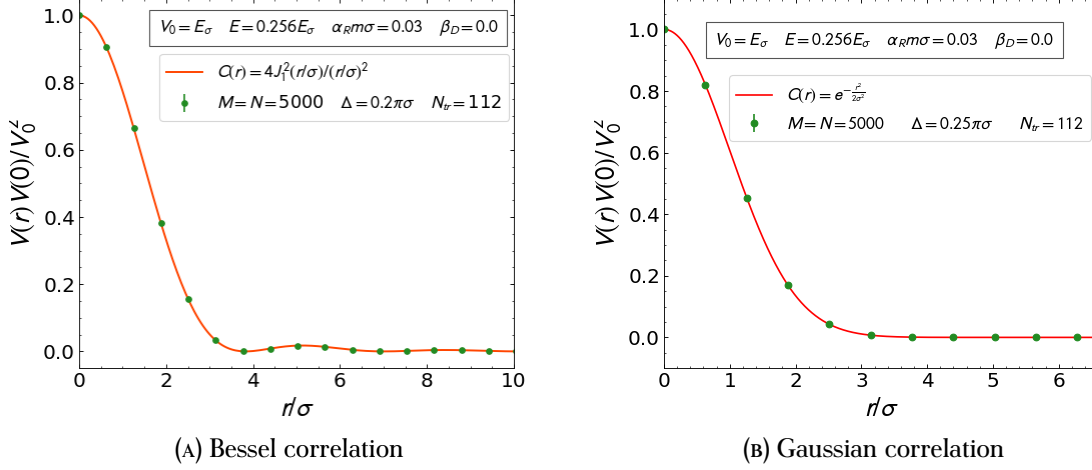 V(r) V(0)/V₀²
1.0
0.8
0.6
0.4
0.2
0.0
V₀ = E_σ E = 0.256E_σ α_R mσ = 0.03 β_D = 0.0
C(r) = 4J₁²(r/σ)/(r/σ)²
M = N = 5000 Δ = 0.2πσ N_tr = 112
0 2 4 6 8 10
r/σ
(A) Bessel correlation
V(r) V(0)/V₀²
1.0
0.8
0.6
0.4
0.2
0.0
V₀ = E_σ E = 0.256E_σ α_R mσ = 0.03 β_D = 0.0
C(r) = e^{-r²/2σ²}
M = N = 5000 Δ = 0.25πσ N_tr = 112
0 1 2 3 4 5 6
r/σ
(B) Gaussian correlation